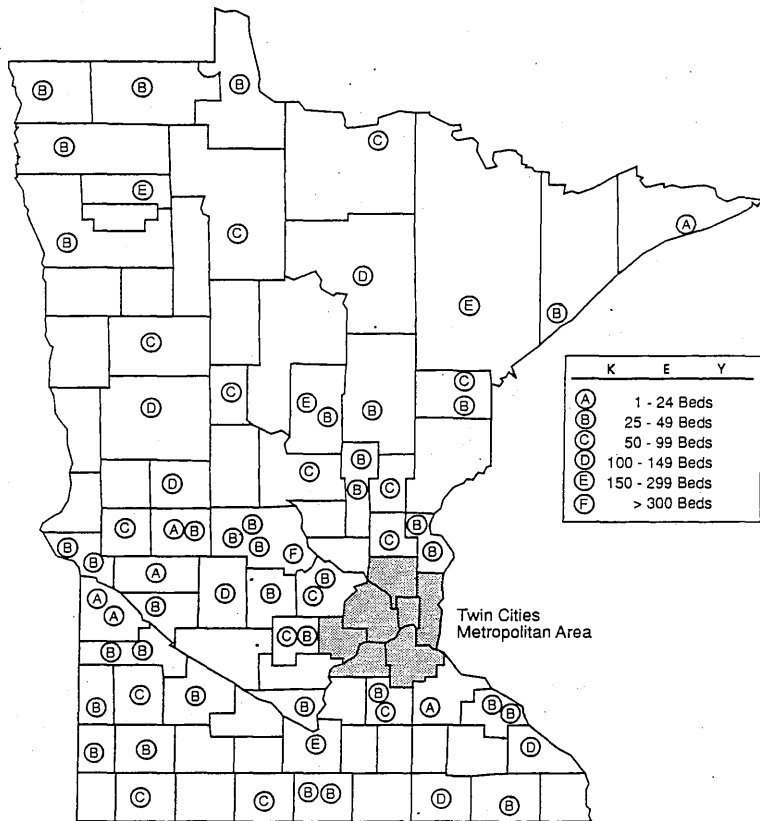 B B B
C
B
E
A
B
C
D
E
B
C
C
C
B
D
E B
B
B
D
C
B
C
C A B B B B
B
B
B F
C
B
B
A
D
B
B
C
A
A
B
B B
C B
B
C
B
B
B
C
A
B
B
B
B
E
D
C
C
B B
D
B
K E Y
A 1 - 24 Beds
B 25 - 49 Beds
C 50 - 99 Beds
D 100 - 149 Beds
E 150 - 299 Beds
F > 300 Beds
Twin Cities
Metropolitan Area